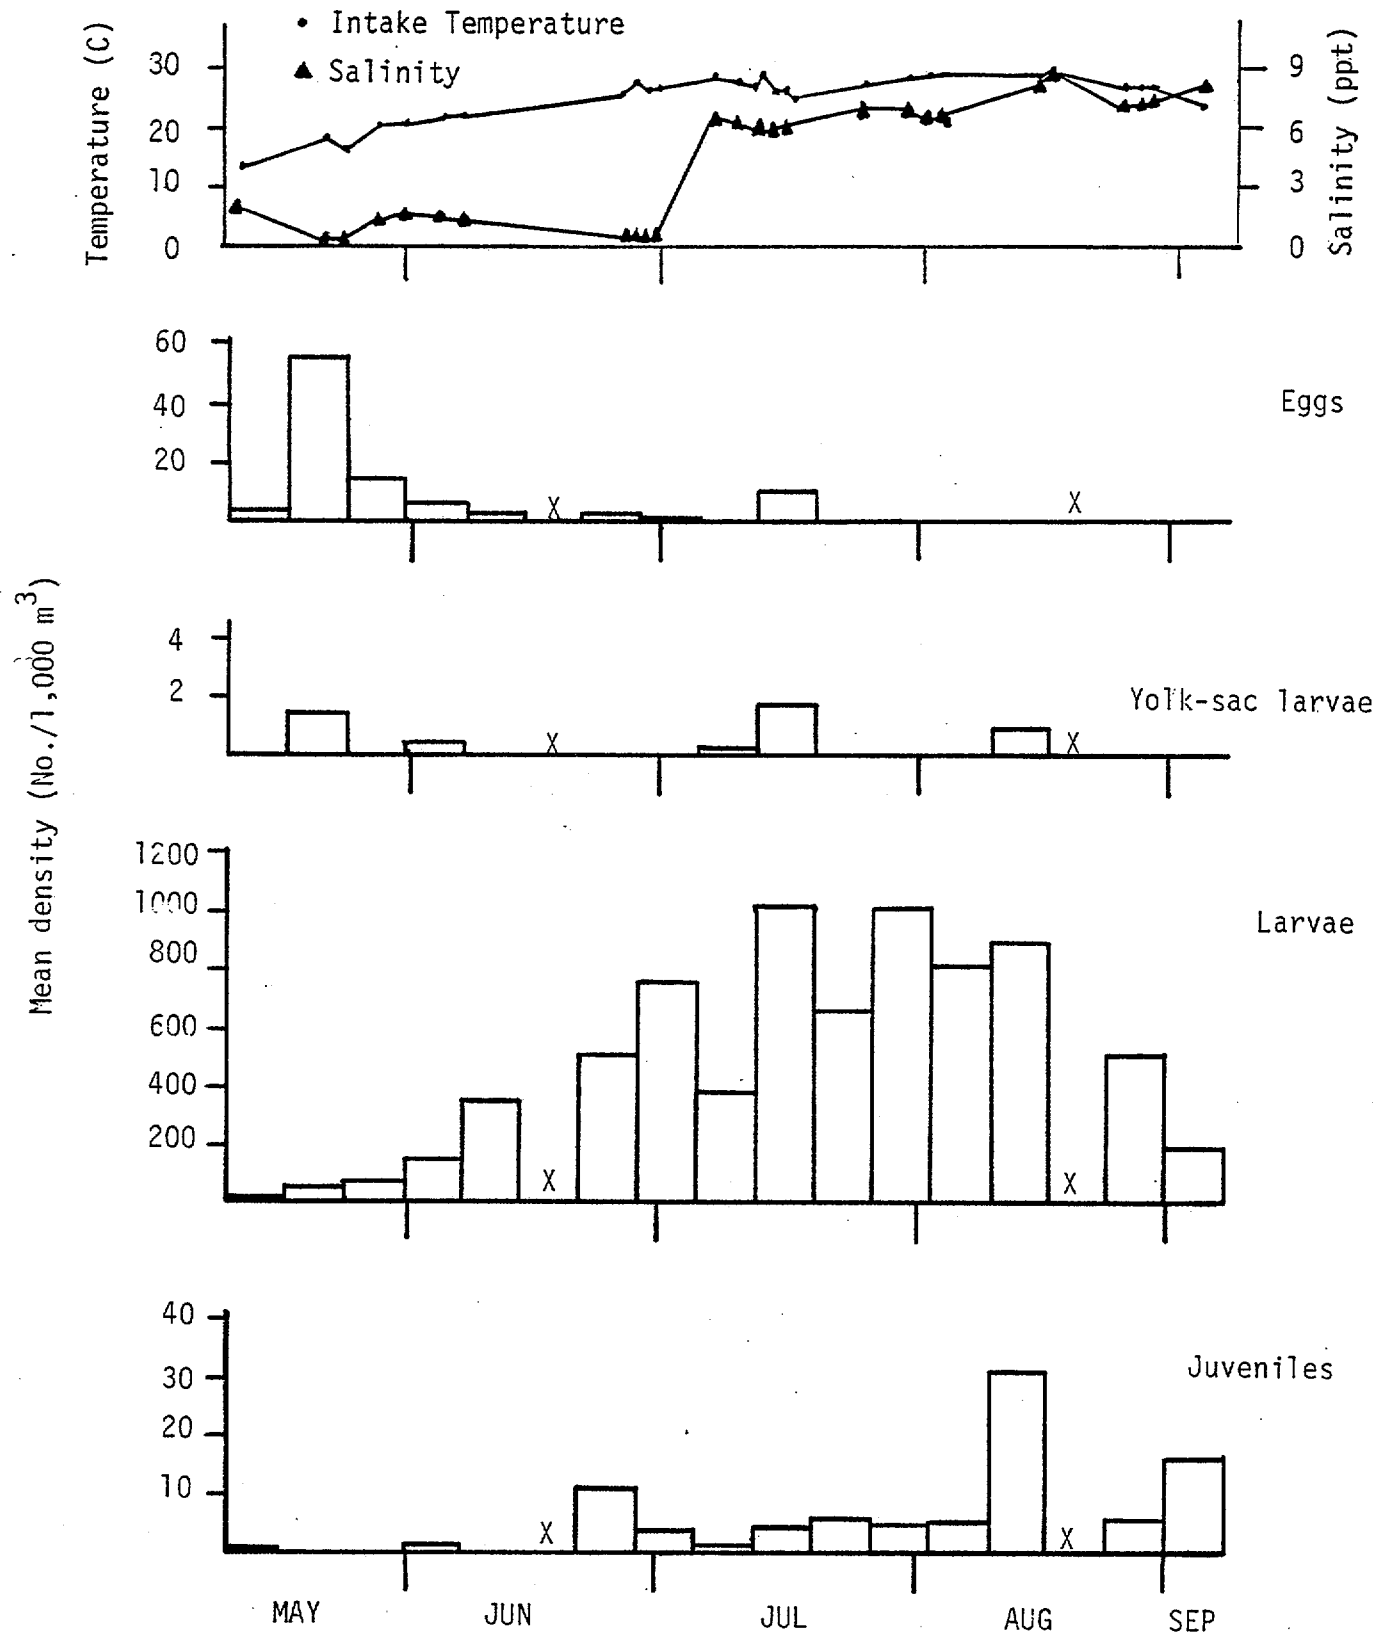 Intake Temperature
Salinity
Temperature (C)
30
20
10
0
9
6
3
0
Salinity (ppt)
60
40
20
X
X
Eggs
Mean density (No./1,000 m³)
4
2
X
X
Yolk-sac larvae
1200
1000
800
600
400
200
X
X
Larvae
40
30
20
10
X
X
Juveniles
MAY JUN JUL AUG SEP